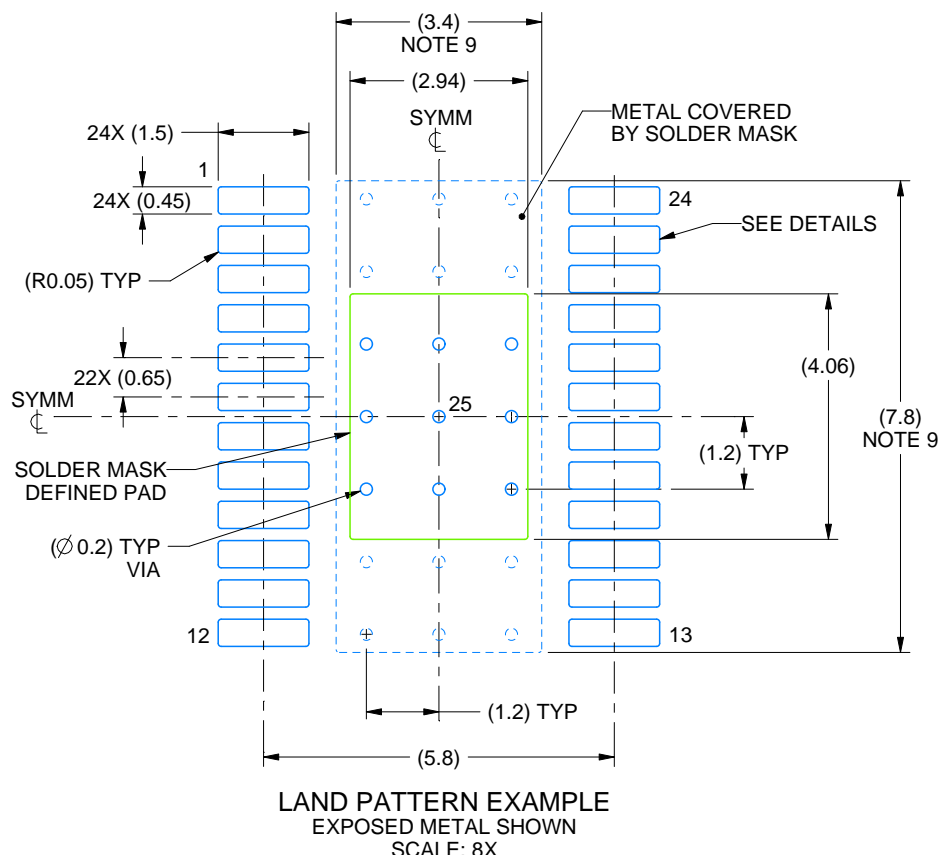 (3.4)
NOTE 9
(2.94)
SYMM
℄
METAL COVERED
BY SOLDER MASK
24X (1.5)
1
24X (0.45)
24
SEE DETAILS
(R0.05) TYP
22X (0.65)
(4.06)
SYMM
℄
25
(7.8)
NOTE 9
(1.2) TYP
SOLDER MASK
DEFINED PAD
(∅ 0.2) TYP
VIA
12
13
(1.2) TYP
(5.8)
LAND PATTERN EXAMPLE
EXPOSED METAL SHOWN
SCALE: 8X